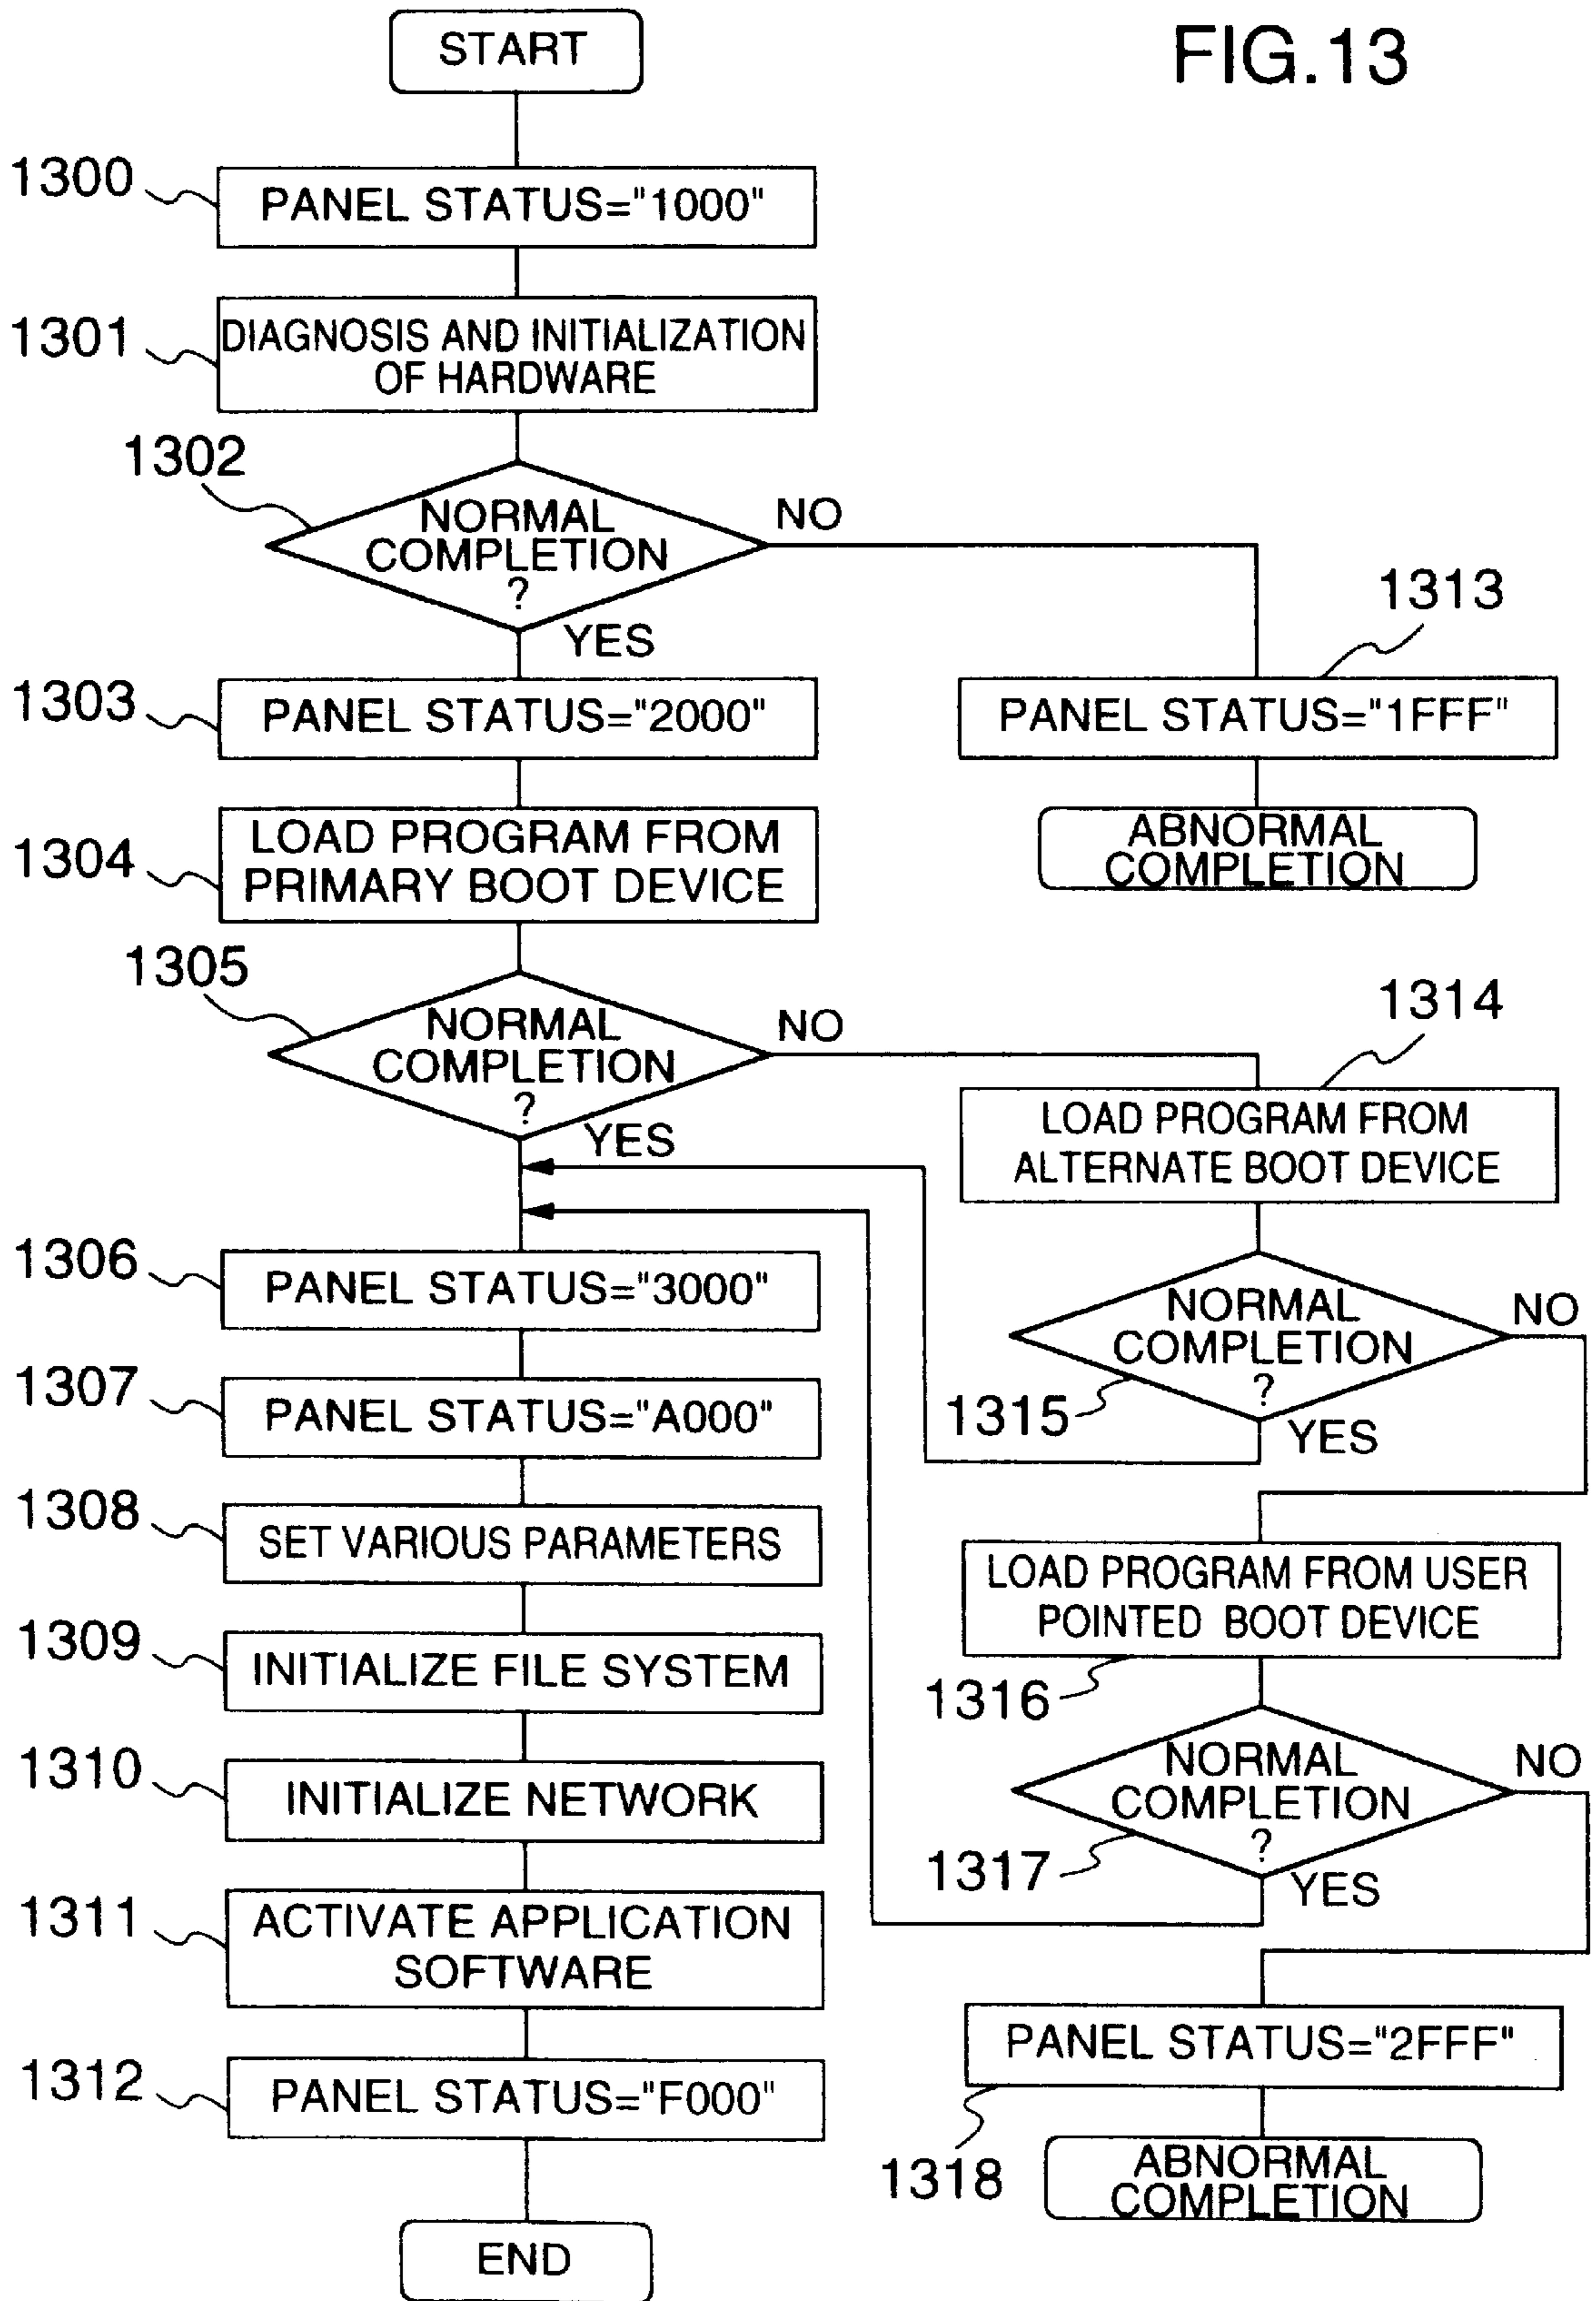 FIG.13
START
1300
PANEL STATUS="1000"
1301
DIAGNOSIS AND INITIALIZATION
OF HARDWARE
1302
NORMAL
COMPLETION
?
NO
YES
1313
1303
PANEL STATUS="2000"
PANEL STATUS="1FFF"
1304
LOAD PROGRAM FROM
PRIMARY BOOT DEVICE
ABNORMAL
COMPLETION
1305
NORMAL
COMPLETION
?
NO
YES
1314
LOAD PROGRAM FROM
ALTERNATE BOOT DEVICE
1306
PANEL STATUS="3000"
NORMAL
COMPLETION
?
NO
1315
YES
1307
PANEL STATUS="A000"
1308
SET VARIOUS PARAMETERS
LOAD PROGRAM FROM USER
POINTED BOOT DEVICE
1316
1309
INITIALIZE FILE SYSTEM
1310
INITIALIZE NETWORK
NORMAL
COMPLETION
?
NO
1317
YES
1311
ACTIVATE APPLICATION
SOFTWARE
PANEL STATUS="2FFF"
1318
1312
PANEL STATUS="F000"
ABNORMAL
COMPLETION
END